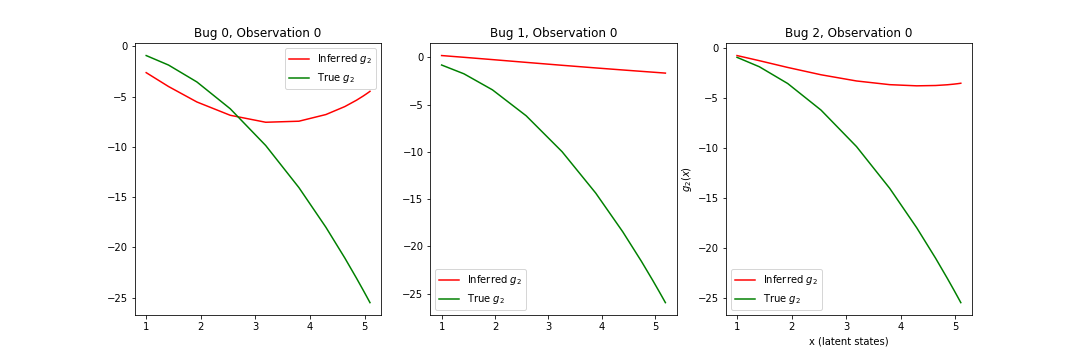 Bug 0, Observation 0
0
−5
−10
−15
−20
−25
1 2 3 4 5
Inferred g₂
True g₂
Bug 1, Observation 0
0
−5
−10
−15
−20
−25
1 2 3 4 5
Inferred g₂
True g₂
Bug 2, Observation 0
g₂(x)
0
−5
−10
−15
−20
−25
1 2 3 4 5
x (latent states)
Inferred g₂
True g₂